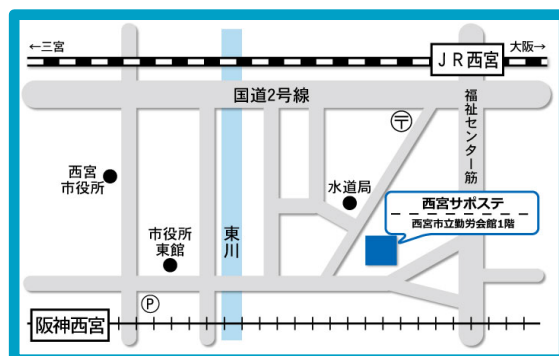 ←三宮
大阪→
JR西宮
国道2号線
福祉センター筋
〒
西宮
市役所
水道局
西宮サポステ
西宮市立勤労会館1階
市役所
東館
東川
P
阪神西宮